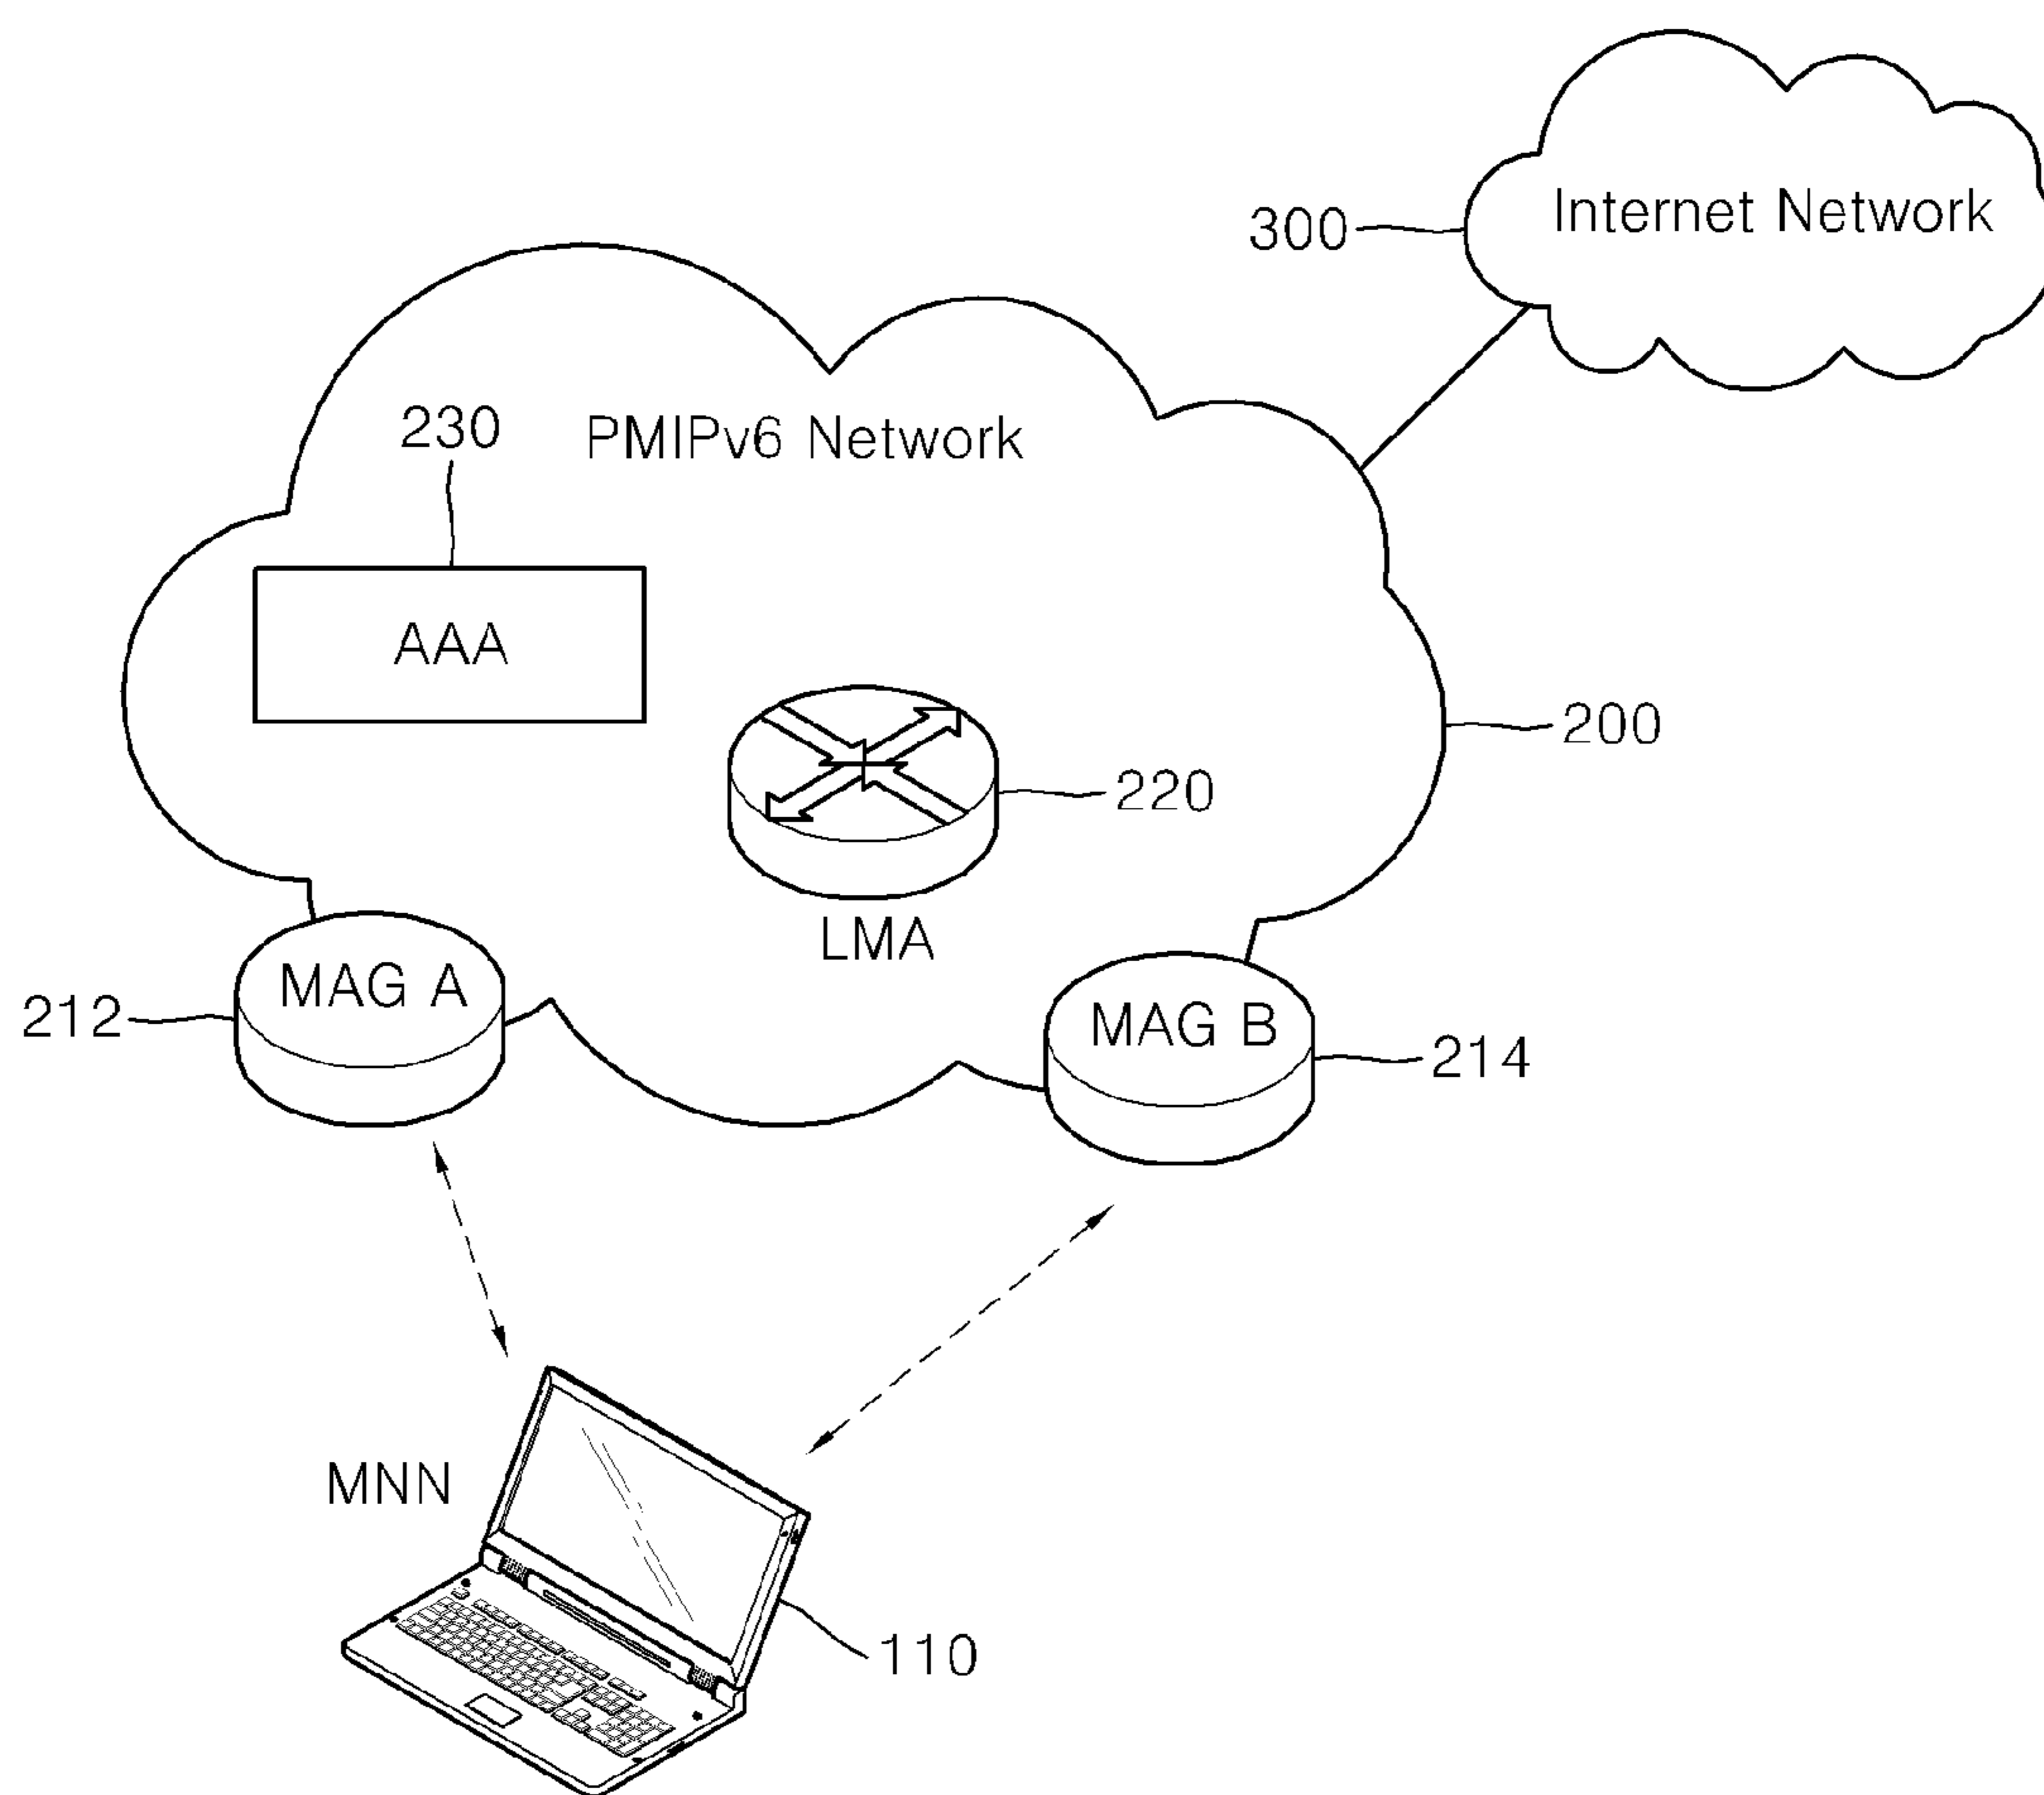 Internet Network
300
230
PMIPv6 Network
AAA
200
220
LMA
MAG A
212
MAG B
214
MNN
110